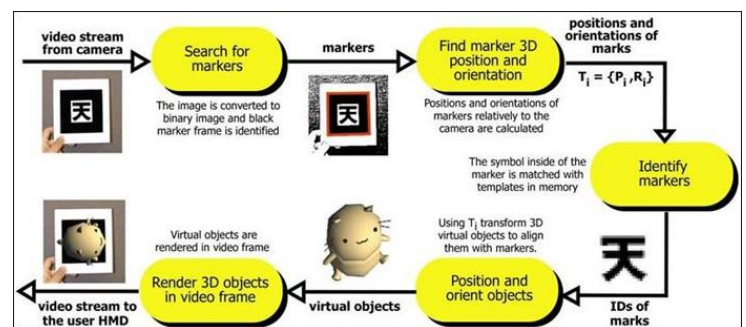 video stream
from camera
Search for
markers
markers
Find marker 3D
position and
orientation
positions and
orientations of
marks
T i = {P i ,R i }
天
天
The image is converted to
binary image and black
marker frame is identified
Positions and orientations of
markers relatively to the
camera are calculated
The symbol inside of the
marker is matched with
templates in memory
Identify
markers
天
IDs of
marks
Using T i transform 3D
virtual objects to align
them with markers.
Position and
orient objects
virtual objects
Virtual objects are
rendered in video frame
Render 3D objects
in video frame
video stream to
the user HMD